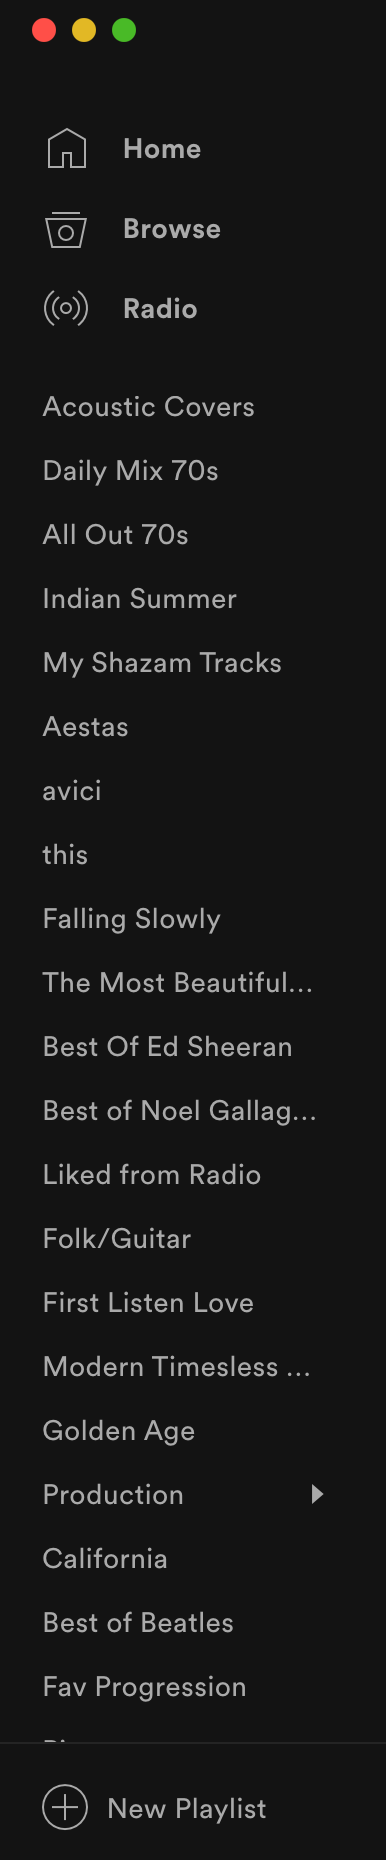 Home
Browse
Radio
Acoustic Covers
Daily Mix 70s
All Out 70s
Indian Summer
My Shazam Tracks
Aestas
avici
this
Falling Slowly
The Most Beautiful...
Best Of Ed Sheeran
Best of Noel Gallag...
Liked from Radio
Folk/Guitar
First Listen Love
Modern Timesless ...
Golden Age
Production
California
Best of Beatles
Fav Progression
New Playlist